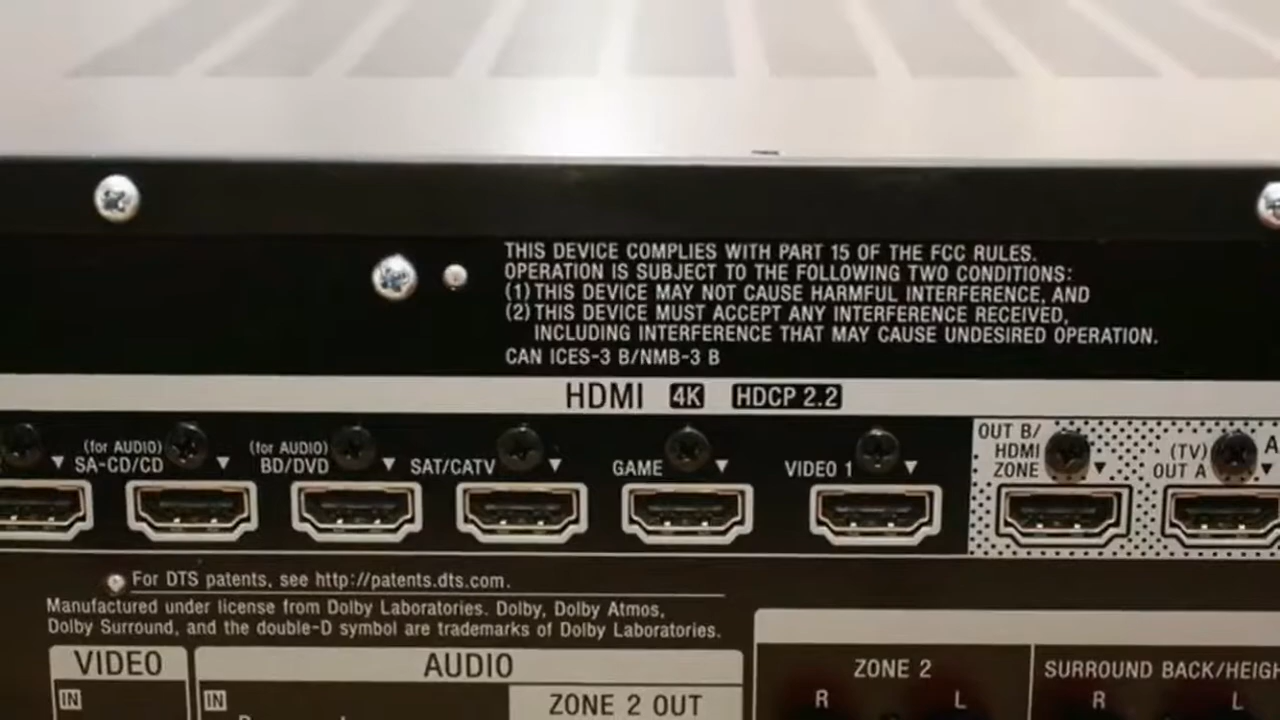 THIS DEVICE COMPLIES WITH PART 15 OF THE FCC RULES.
OPERATION IS SUBJECT TO THE FOLLOWING TWO CONDITIONS:
(1) THIS DEVICE MAY NOT CAUSE HARMFUL INTERFERENCE, AND
(2) THIS DEVICE MUST ACCEPT ANY INTERFERENCE RECEIVED,
INCLUDING INTERFERENCE THAT MAY CAUSE UNDESIRED OPERATION.
CAN ICES-3 B/NMB-3 B
HDMI 4K HDCP 2.2
(for AUDIO)
SA-CD/CD
(for AUDIO)
BD/DVD
SAT/CATV
GAME
VIDEO 1
OUT B/
HDMI
ZONE
(TV)
OUT A
A
For DTS patents, see http://patents.dts.com.
Manufactured under license from Dolby Laboratories. Dolby, Dolby Atmos,
Dolby Surround, and the double-D symbol are trademarks of Dolby Laboratories.
VIDEO
IN
AUDIO
IN
ZONE 2 OUT
ZONE 2
R L
SURROUND BACK/HEIGH
R L